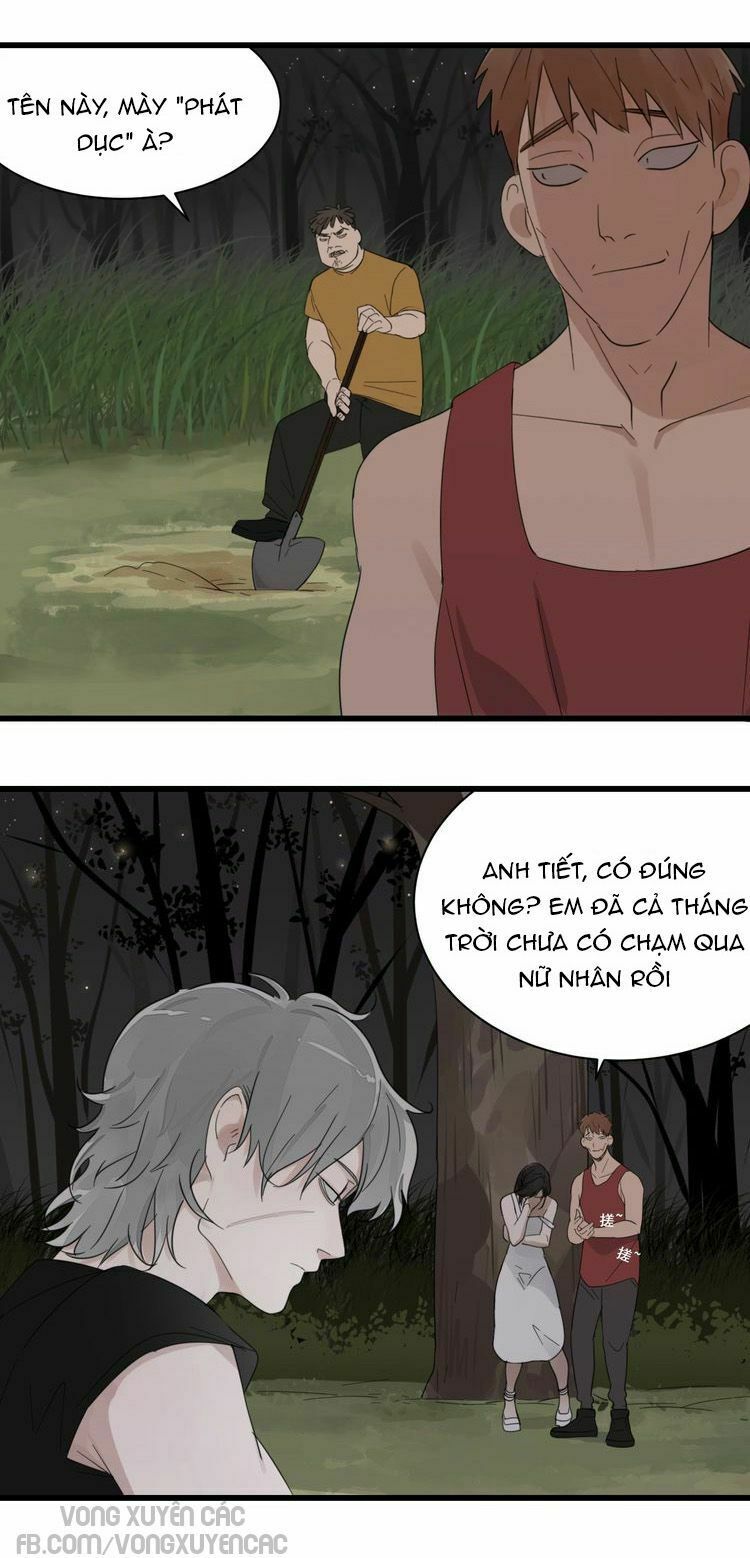 TÊN NÀY, MÀY "PHÁT
DỤC" À?
ANH TIẾT, CÓ ĐÚNG
KHÔNG? EM ĐÃ CẢ THÁNG
TRỜI CHƯA CÓ CHẠM QUA
NỮ NHÂN RỒI
搓~
搓~
VONG XUYÊN CÁC
FB.COM/VONGXUYENCAC